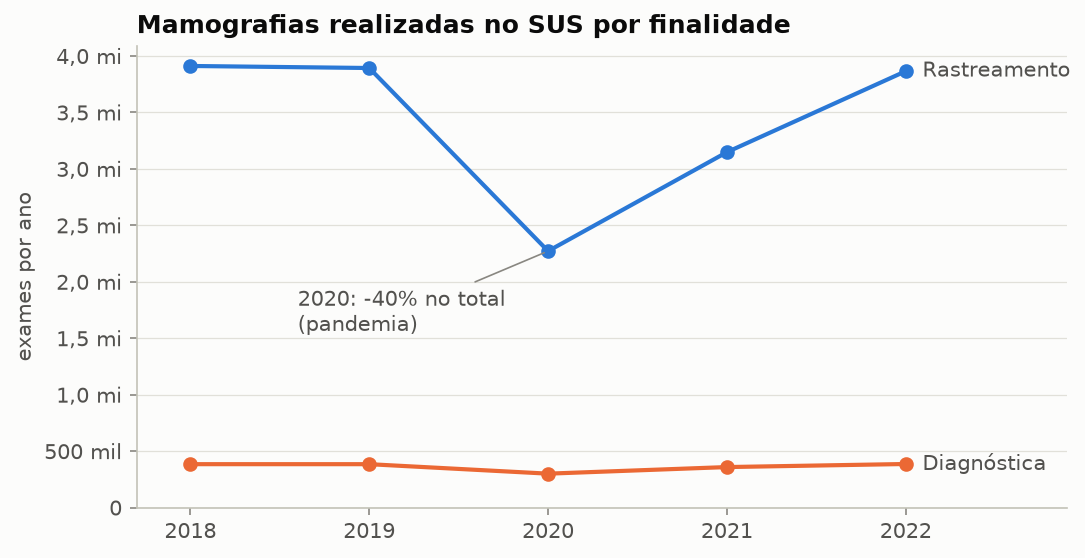 Mamografias realizadas no SUS por finalidade
exames por ano
4,0 mi
3,5 mi
3,0 mi
2,5 mi
2,0 mi
1,5 mi
1,0 mi
500 mil
0
Rastreamento
2020: -40% no total
(pandemia)
Diagnóstica
2018
2019
2020
2021
2022